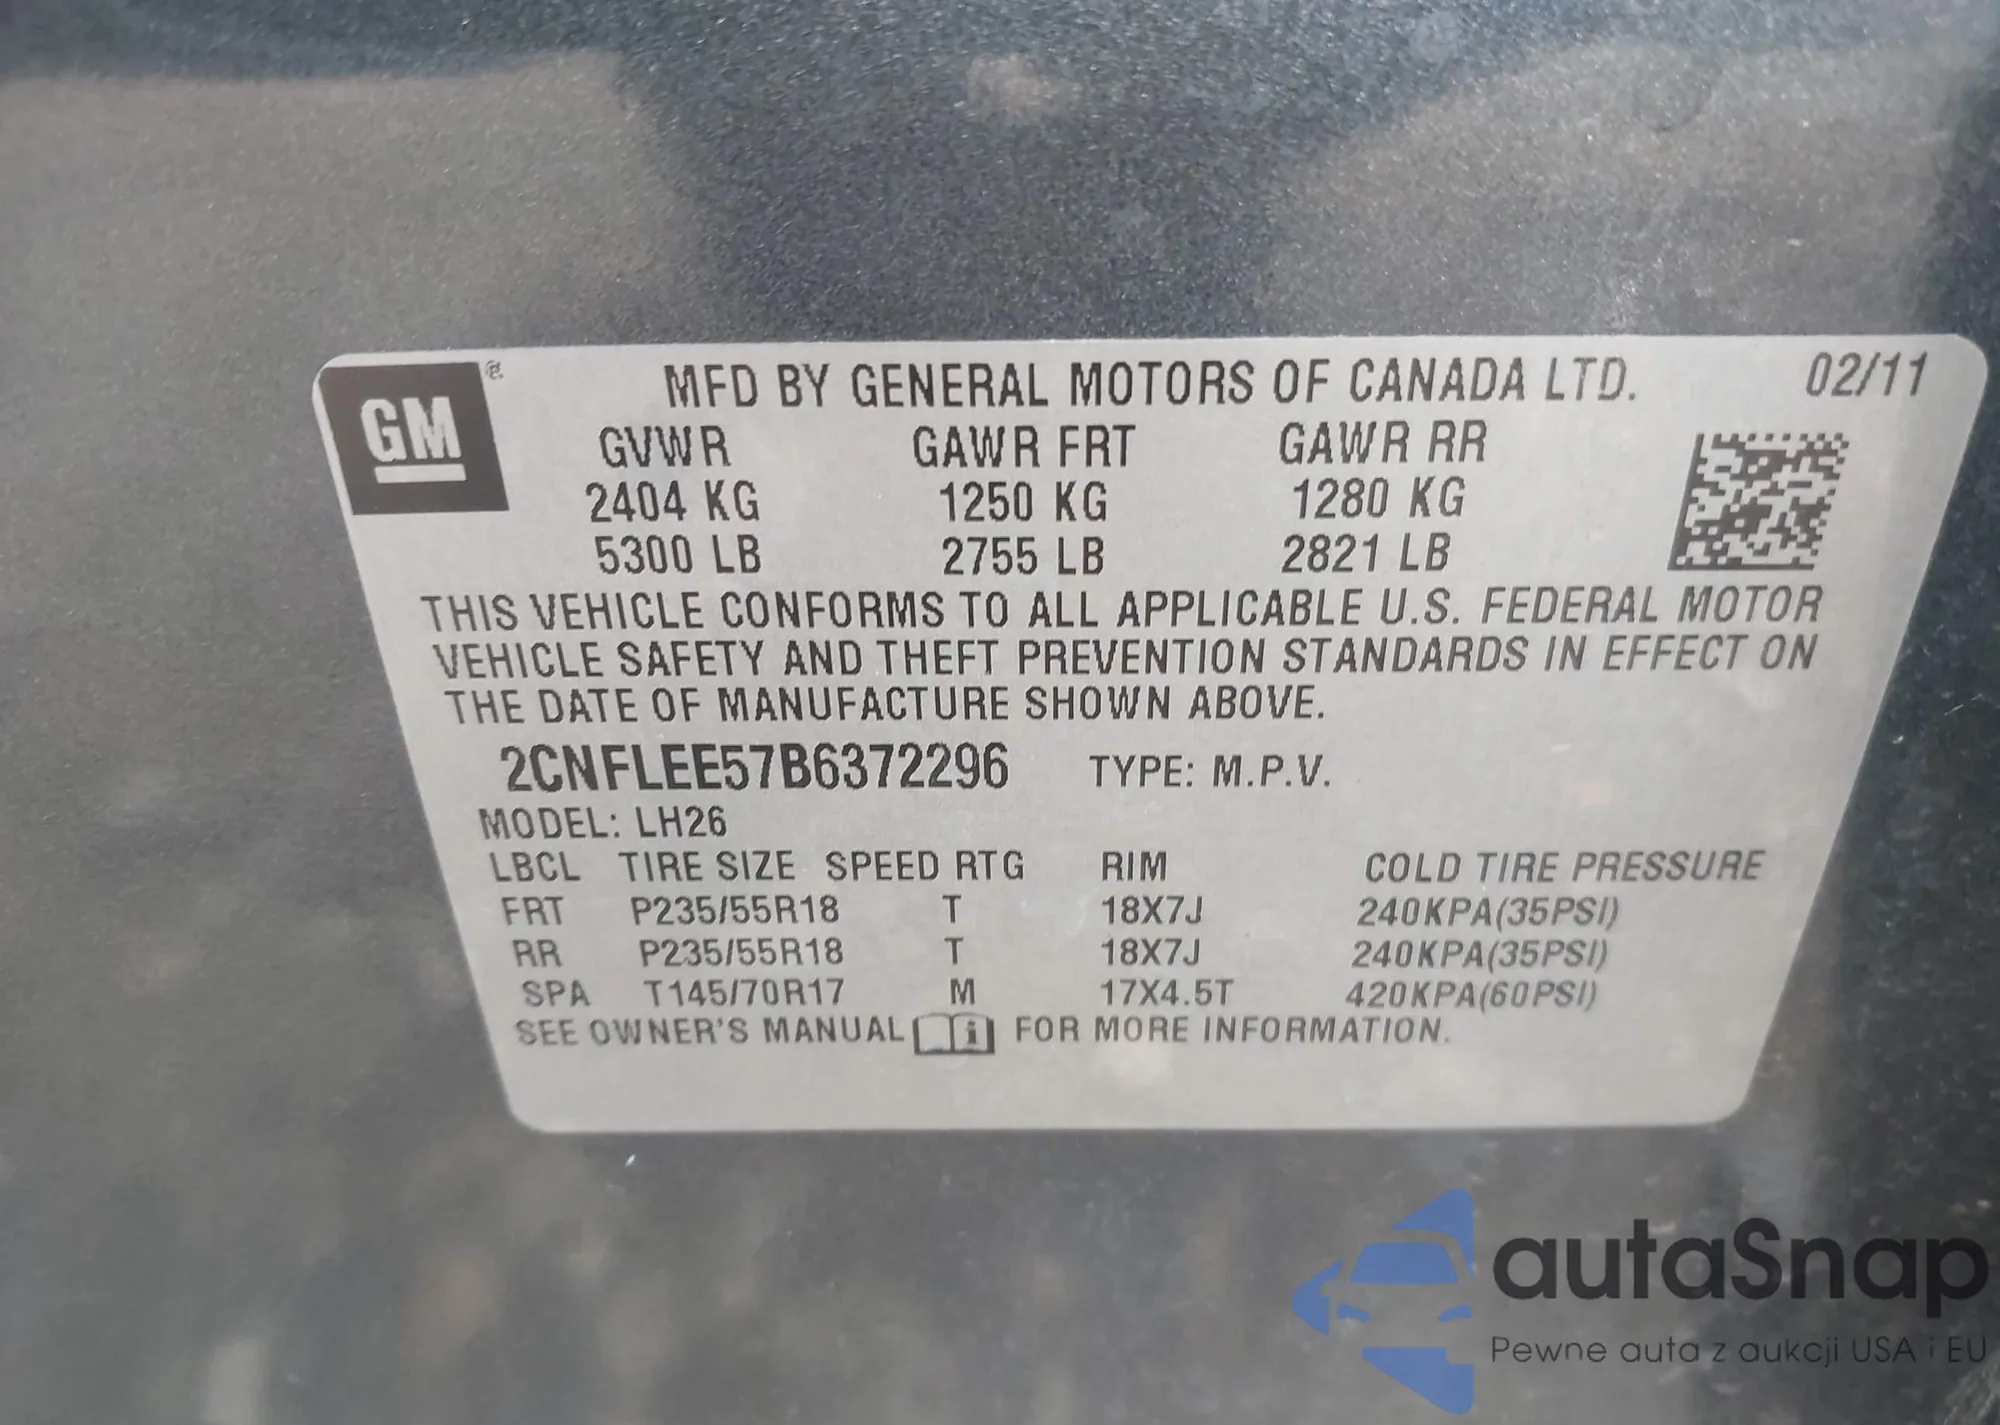 GM ®
MFD BY GENERAL MOTORS OF CANADA LTD. 02/11
GVWR GAWR FRT GAWR RR
2404 KG 1250 KG 1280 KG
5300 LB 2755 LB 2821 LB
THIS VEHICLE CONFORMS TO ALL APPLICABLE U.S. FEDERAL MOTOR
VEHICLE SAFETY AND THEFT PREVENTION STANDARDS IN EFFECT ON
THE DATE OF MANUFACTURE SHOWN ABOVE.
2CNFLEE57B6372296 TYPE: M.P.V.
MODEL: LH26
LBCL TIRE SIZE SPEED RTG RIM COLD TIRE PRESSURE
FRT P235/55R18 T 18X7J 240KPA(35PSI)
RR P235/55R18 T 18X7J 240KPA(35PSI)
SPA T145/70R17 M 17X4.5T 420KPA(60PSI)
SEE OWNER'S MANUAL i FOR MORE INFORMATION.
autaSnap
Pewne auta z aukcji USA i EU